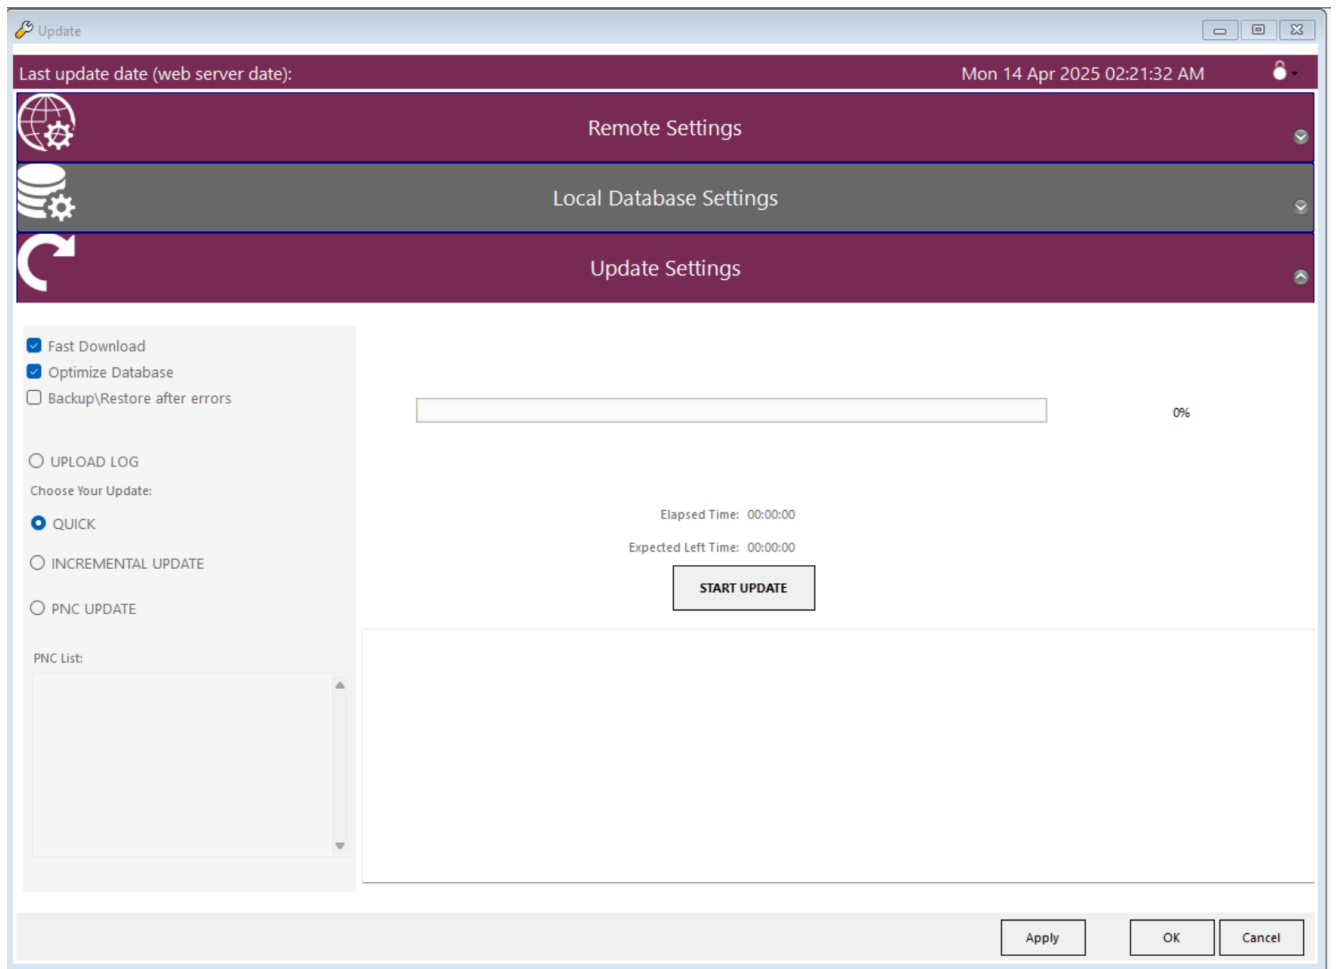 Update
Last update date (web server date): Mon 14 Apr 2025 02:21:32 AM
Remote Settings
Local Database Settings
Update Settings
Fast Download
Optimize Database
Backup\Restore after errors
0%
UPLOAD LOG
Choose Your Update:
QUICK
Elapsed Time: 00:00:00
Expected Left Time: 00:00:00
INCREMENTAL UPDATE
START UPDATE
PNC UPDATE
PNC List:
Apply OK Cancel